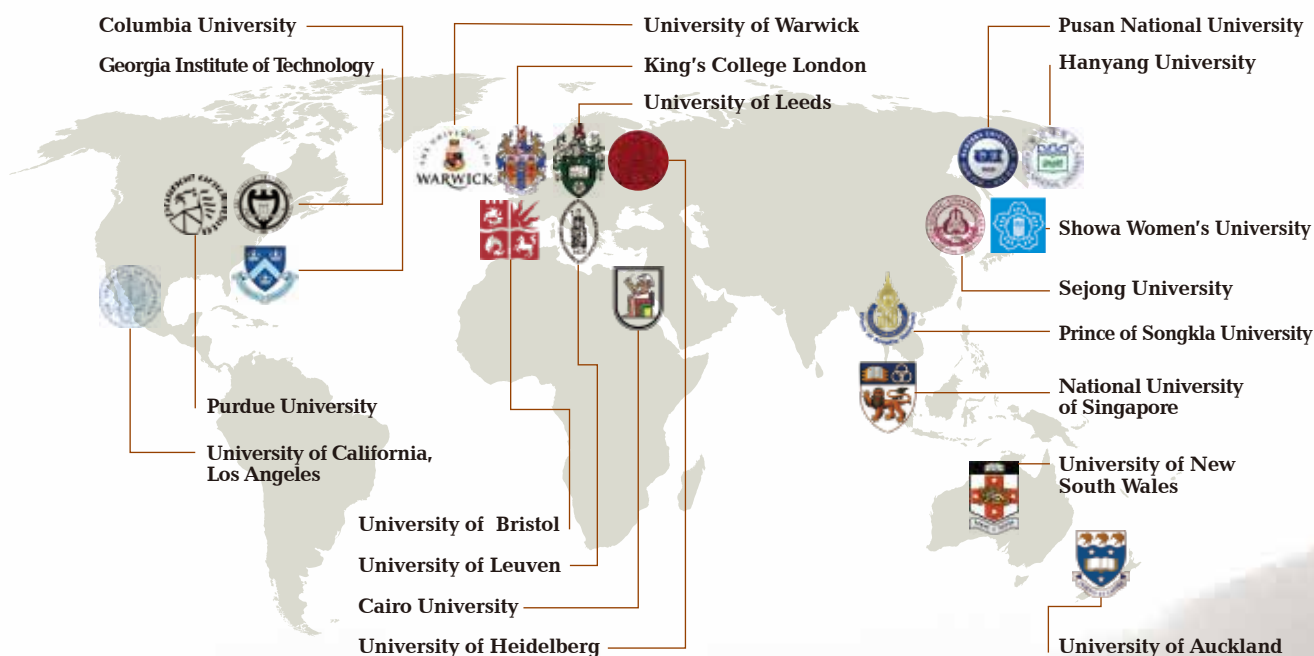 Columbia University
Georgia Institute of Technology
University of Warwick
King's College London
University of Leeds
Pusan National University
Hanyang University
THE UNIVERSITY OF
WARWICK
Showa Women's University
Sejong University
Prince of Songkla University
National University
of Singapore
Purdue University
University of California,
Los Angeles
University of New
South Wales
University of Bristol
University of Leuven
Cairo University
University of Heidelberg
University of Auckland